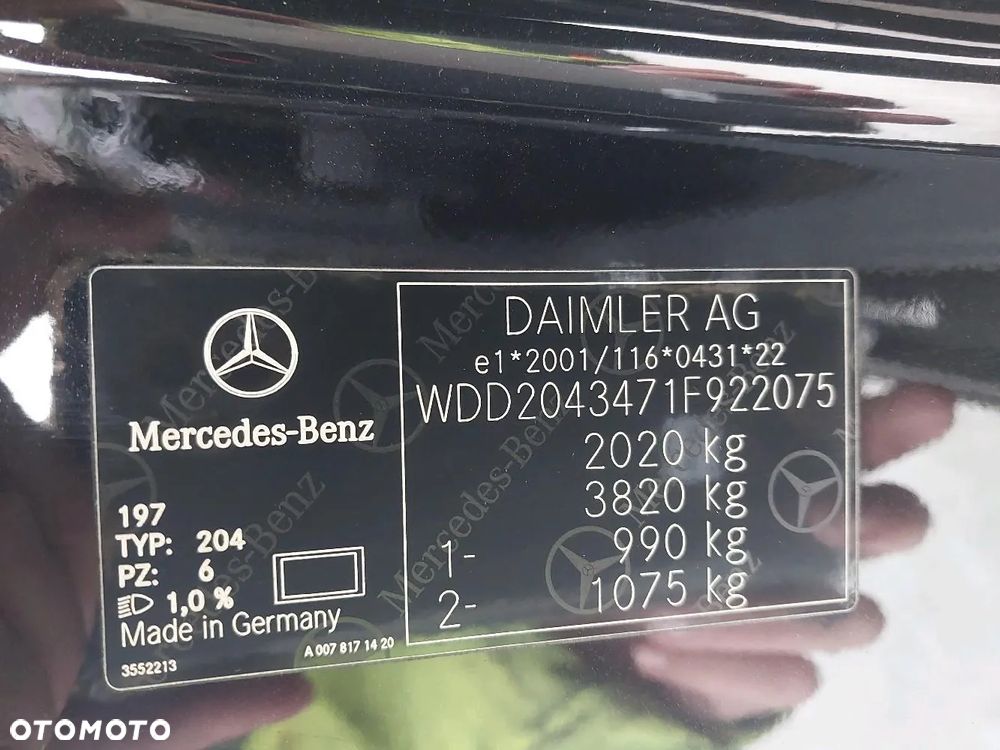 Mercedes-Benz
197
TYP: 204
PZ: 6
1,0 %
Made in Germany
3552213
A 007 817 14 20
DAIMLER AG
e1*2001/116*0431*22
WDD2043471F922075
2020 kg
3820 kg
1- 990 kg
2- 1075 kg
OTOMOTO